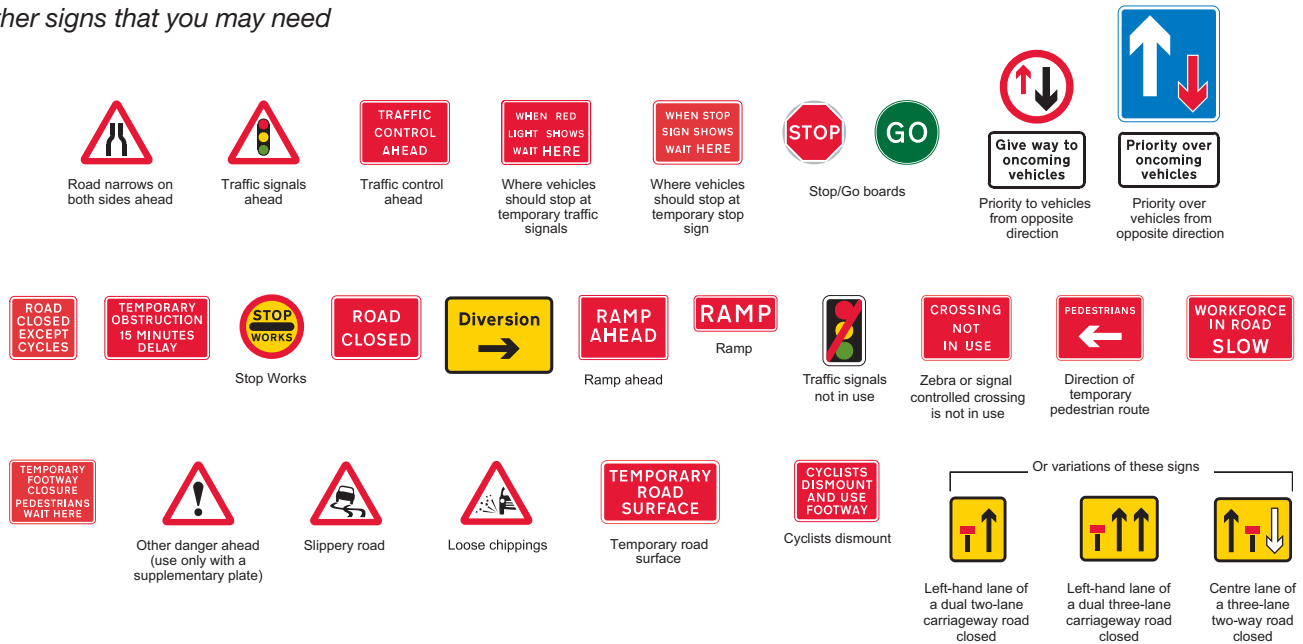 ther signs that you may need
TRAFFIC
CONTROL
AHEAD
WHEN RED
LIGHT SHOWS
WAIT HERE
WHEN STOP
SIGN SHOWS
WAIT HERE
STOP
GO
Give way to
oncoming
vehicles
Priority over
oncoming
vehicles
Road narrows on
both sides ahead
Traffic signals
ahead
Traffic control
ahead
Where vehicles
should stop at
temporary traffic
signals
Where vehicles
should stop at
temporary stop
sign
Stop/Go boards
Priority to vehicles
from opposite
direction
Priority over
vehicles from
opposite direction
ROAD
CLOSED
EXCEPT
CYCLES
TEMPORARY
OBSTRUCTION
15 MINUTES
DELAY
STOP
WORKS
Stop Works
ROAD
CLOSED
Diversion
RAMP
AHEAD
Ramp ahead
RAMP
Ramp
Traffic signals
not in use
CROSSING
NOT
IN USE
Zebra or signal
controlled crossing
is not in use
PEDESTRIANS
Direction of
temporary
pedestrian route
WORKFORCE
IN ROAD
SLOW
TEMPORARY
FOOTWAY
CLOSURE
PEDESTRIANS
WAIT HERE
Other danger ahead
(use only with a
supplementary plate)
Slippery road
Loose chippings
TEMPORARY
ROAD
SURFACE
Temporary road
surface
CYCLISTS
DISMOUNT
AND USE
FOOTWAY
Cyclists dismount
Or variations of these signs
Left-hand lane of
a dual two-lane
carriageway road
closed
Left-hand lane of
a dual three-lane
carriageway road
closed
Centre lane of
a three-lane
two-way road
closed